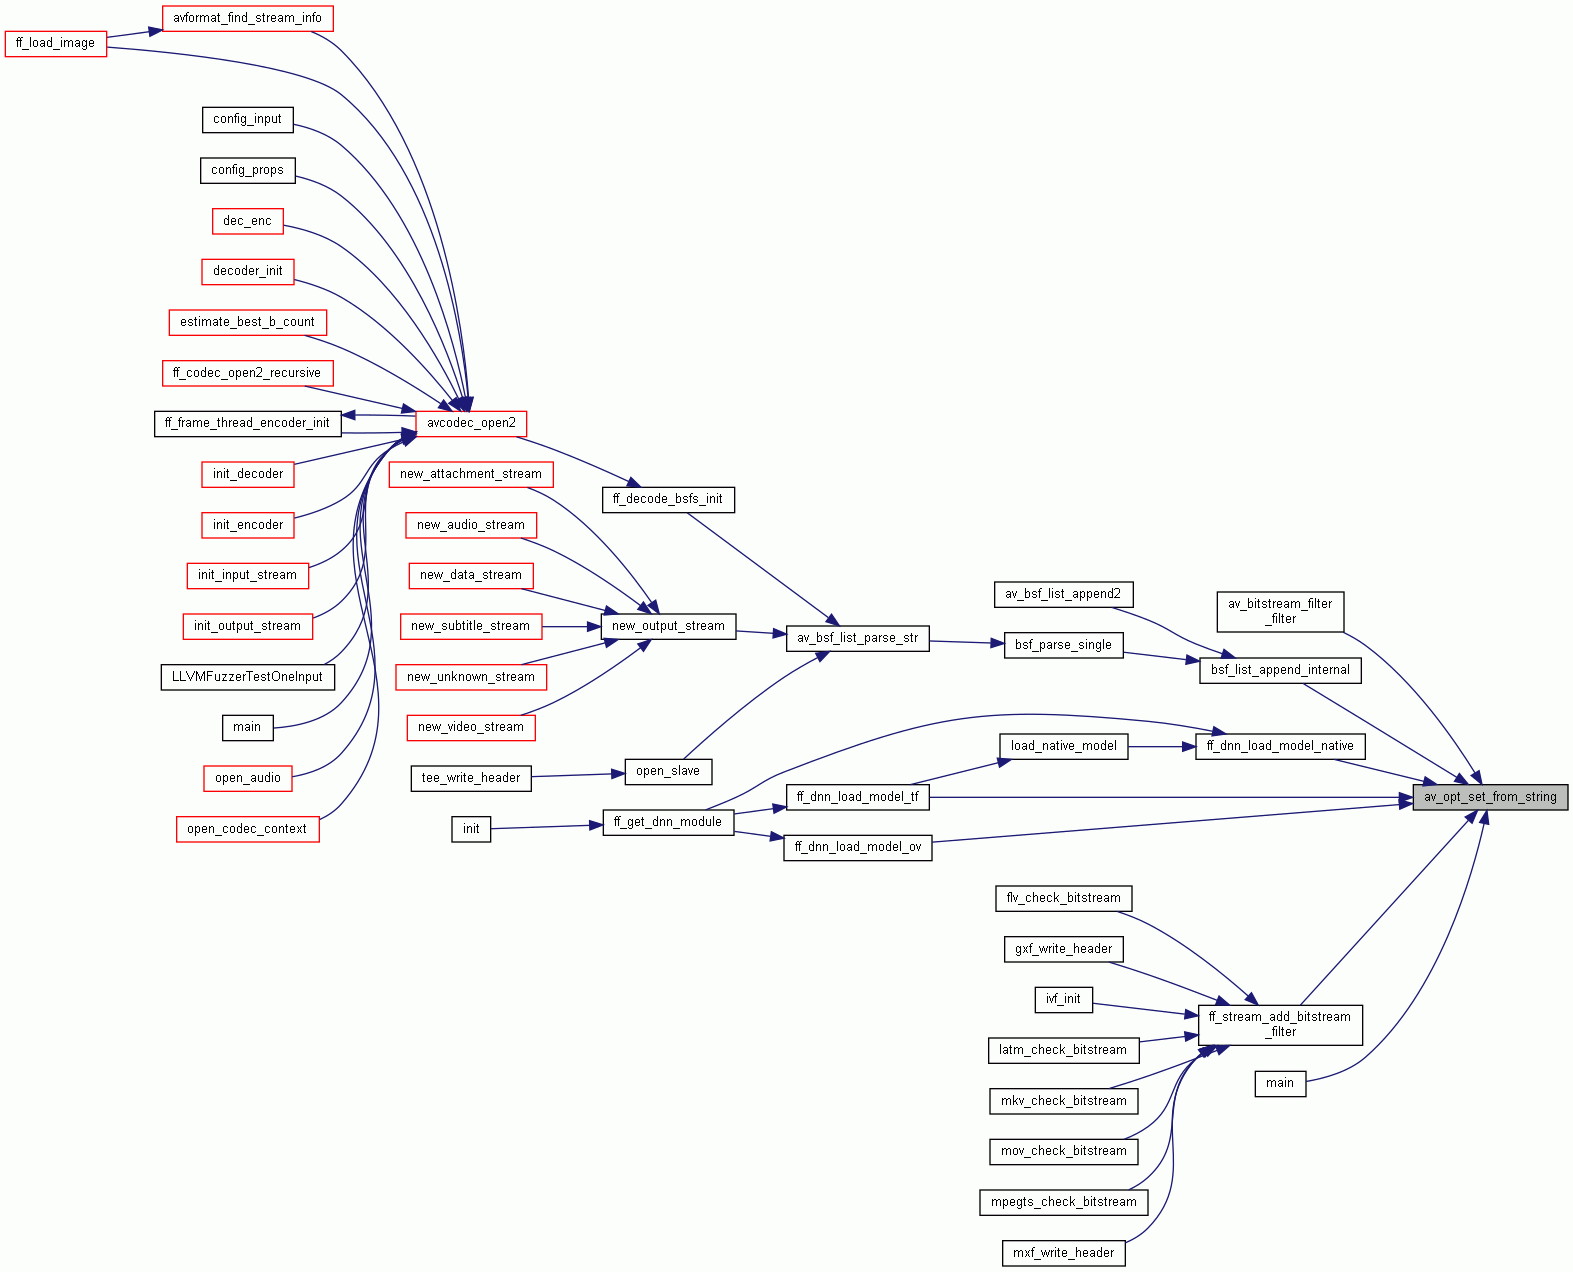 avformat_find_stream_info
ff_load_image
config_input
config_props
dec_enc
decoder_init
estimate_best_b_count
ff_codec_open2_recursive
ff_frame_thread_encoder_init
avcodec_open2
init_decoder
new_attachment_stream
ff_decode_bsfs_init
init_encoder
new_audio_stream
init_input_stream
new_data_stream
av_bsf_list_append2
av_bitstream_filter
_filter
init_output_stream
new_subtitle_stream
new_output_stream
av_bsf_list_parse_str
bsf_parse_single
LLVMFuzzerTestOneInput
new_unknown_stream
bsf_list_append_internal
main
new_video_stream
load_native_model
ff_dnn_load_model_native
open_audio
tee_write_header
open_slave
ff_dnn_load_model_tf
av_opt_set_from_string
open_codec_context
init
ff_get_dnn_module
ff_dnn_load_model_ov
flv_check_bitstream
gxf_write_header
ivf_init
ff_stream_add_bitstream
_filter
latm_check_bitstream
main
mkv_check_bitstream
mov_check_bitstream
mpegts_check_bitstream
mxf_write_header